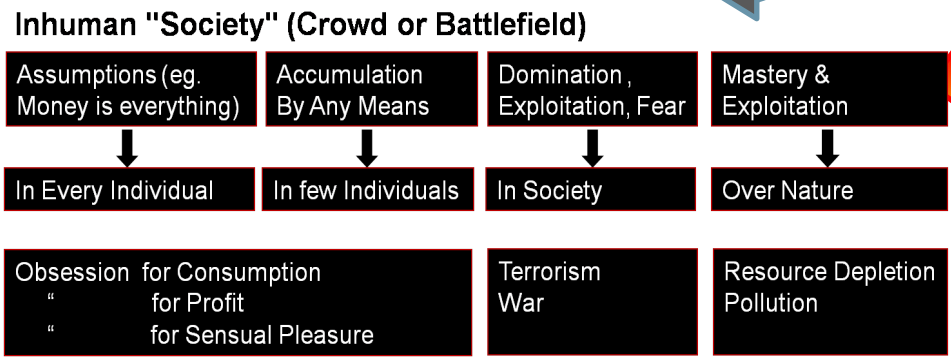 Inhuman "Society" (Crowd or Battlefield)
Assumptions (eg.
Money is everything)
Accumulation
By Any Means
Domination ,
Exploitation, Fear
Mastery &
Exploitation
In Every Individual
In few Individuals
In Society
Over Nature
Obsession for Consumption
“ for Profit
“ for Sensual Pleasure
Terrorism
War
Resource Depletion
Pollution